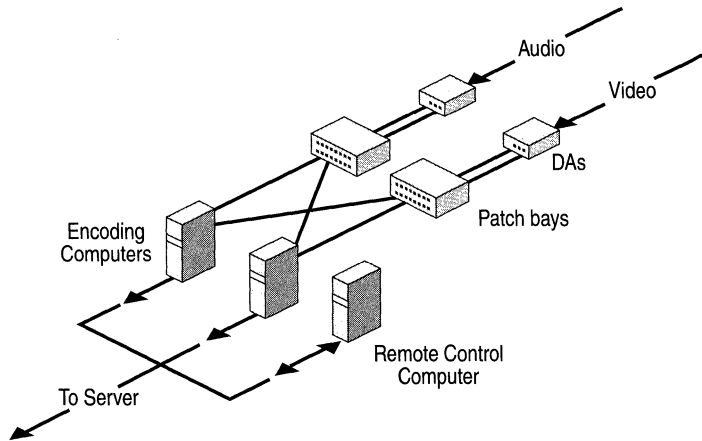 Audio
Video
DAs
Patch bays
Encoding
Computers
Remote Control
Computer
To Server